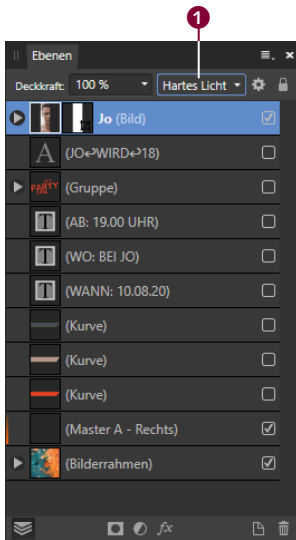 1
Ebenen
Deckkraft: 100 % Hartes Licht
Jo (Bild)
A (JO↵WIRD↵18)
PARTY (Gruppe)
T (AB: 19.00 UHR)
T (WO: BEI JO)
T (WANN: 10.08.20)
(Kurve)
(Kurve)
(Kurve)
(Master A - Rechts)
(Bilderrahmen)
fx